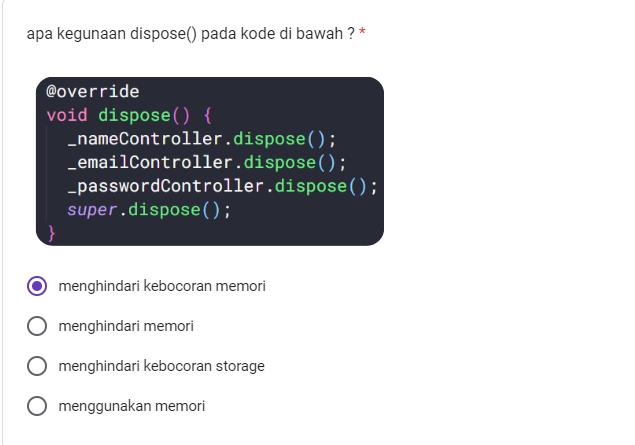 apa kegunaan dispose() pada kode di bawah ? *
@override
void dispose() {
_nameController.dispose();
_emailController.dispose();
_passwordController.dispose();
super.dispose();
}
menghindari kebocoran memori
menghindari memori
menghindari kebocoran storage
menggunakan memori